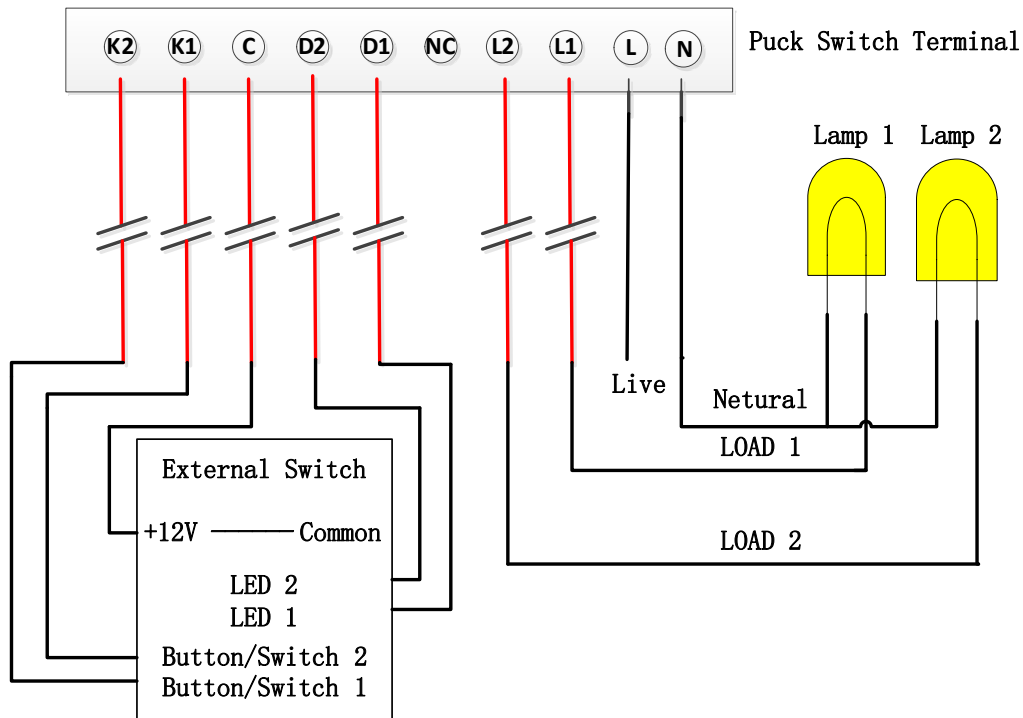 K2 K1 C D2 D1 NC L2 L1 L N
Puck Switch Terminal
Lamp 1 Lamp 2
Live
Netural
LOAD 1
External Switch
+12V Common
LOAD 2
LED 2
LED 1
Button/Switch 2
Button/Switch 1